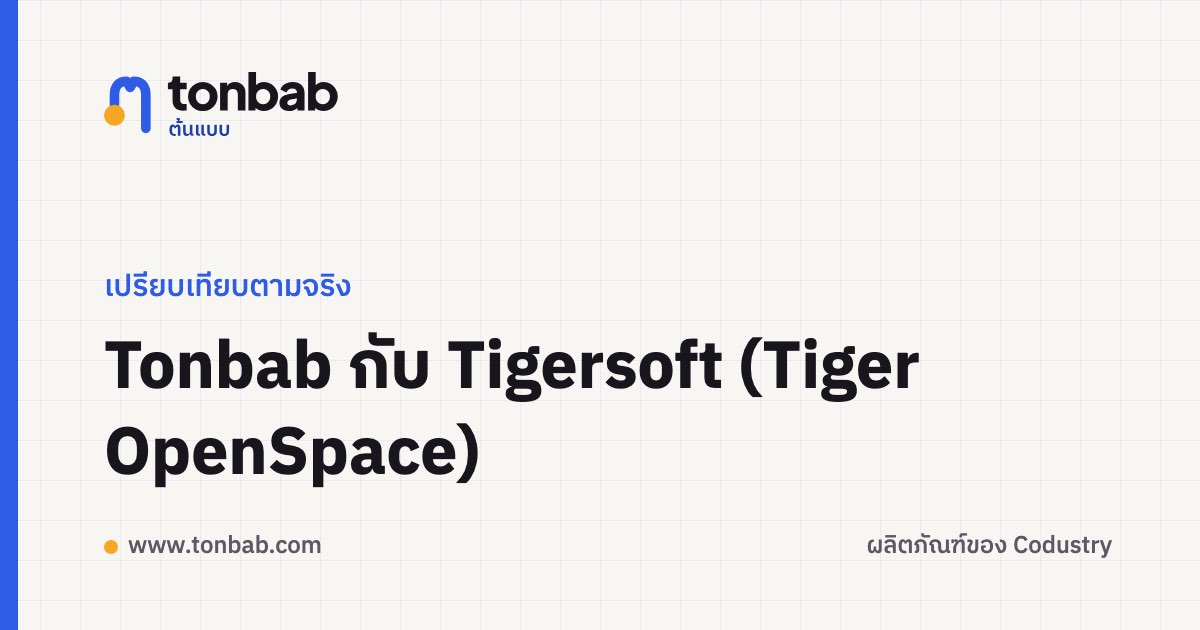 tonbab
ต้นแบบ
เปรียบเทียบตามจริง
Tonbab กับ Tigersoft (Tiger
OpenSpace)
www.tonbab.com
ผลิตภัณฑ์ของ Codustry